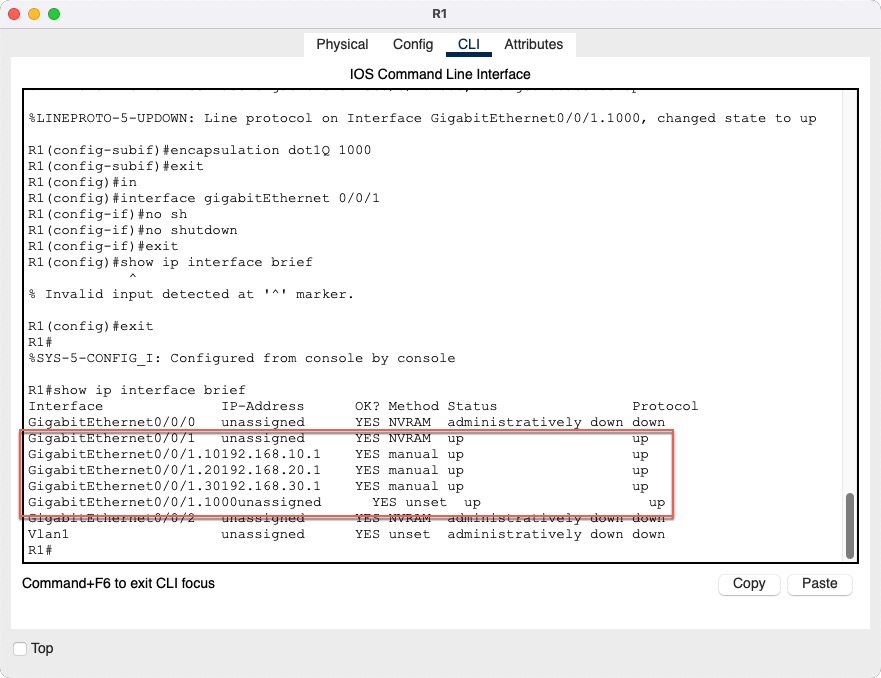 R1
Physical Config CLI Attributes
IOS Command Line Interface
%LINEPROTO-5-UPDOWN: Line protocol on Interface GigabitEthernet0/0/1.1000, changed state to up
R1(config-subif)#encapsulation dot1Q 1000
R1(config-subif)#exit
R1(config)#in
R1(config)#interface gigabitEthernet 0/0/1
R1(config-if)#no sh
R1(config-if)#no shutdown
R1(config-if)#exit
R1(config)#show ip interface brief
^
% Invalid input detected at '^' marker.
R1(config)#exit
R1#
%SYS-5-CONFIG_I: Configured from console by console
R1#show ip interface brief
Interface IP-Address OK? Method Status Protocol
GigabitEthernet0/0/0 unassigned YES NVRAM administratively down down
GigabitEthernet0/0/1 unassigned YES NVRAM up up
GigabitEthernet0/0/1.10192.168.10.1 YES manual up up
GigabitEthernet0/0/1.20192.168.20.1 YES manual up up
GigabitEthernet0/0/1.30192.168.30.1 YES manual up up
GigabitEthernet0/0/1.1000unassigned YES unset up up
GigabitEthernet0/0/2 unassigned YES NVRAM administratively down down
Vlan1 unassigned YES unset administratively down down
R1#
Command+F6 to exit CLI focus
Copy Paste
Top